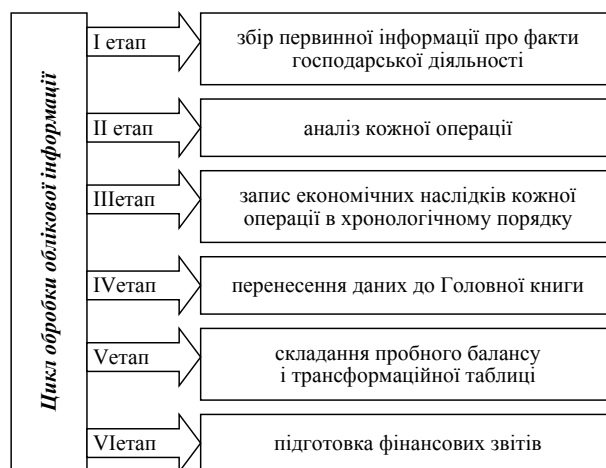 Цикл обробки облікової інформації
I етап
збір первинної інформації про факти
господарської діяльності
II етап
аналіз кожної операції
IIIетап
запис економічних наслідків кожної
операції в хронологічному порядку
IVетап
перенесення даних до Головної книги
Vетап
складання пробного балансу
і трансформаційної таблиці
VIетап
підготовка фінансових звітів